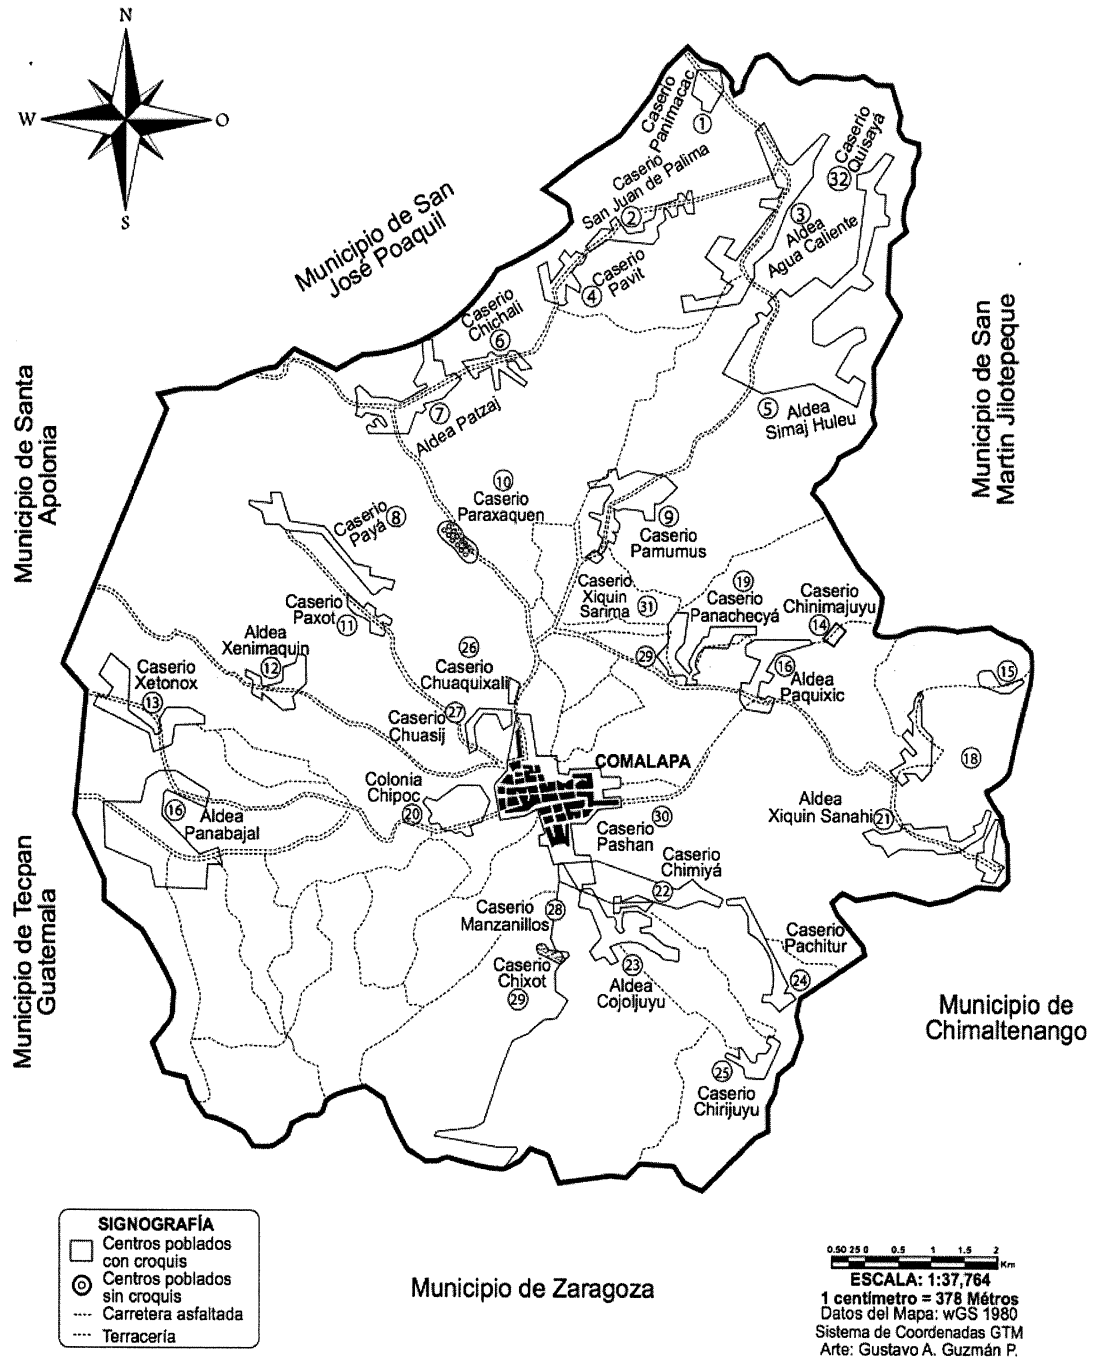 N
W
O
S
Municipio de San
José Poaquil
Municipio de Santa
Apolonia
Municipio de Tecpan
Guatemala
Municipio de San
Martin Jilotepeque
Municipio de
Chimaltenango
Municipio de Zaragoza
Caserio
Panimacac
1
Caserio
Quisayá
32
Caserio
San Juan de Palima
2
3
Aldea
Agua Caliente
4
Caserio
Pavit
Caserio
Chichali
6
5
Aldea
Simaj Huleu
7
Aldea Patzaj
10
Caserio
Paraxaquen
Caserio
Payá
8
9
Caserio
Pamumus
Caserio
Xiquin
Sarima
31
19
Caserio
Panachecyá
Caserio
Chinimajuyu
14
Caserio
Paxot
11
Aldea
Xenimaquin
12
Caserio
Xetonox
13
26
Caserio
Chuaquixali
29
16
Aldea
Paquixic
15
27
Caserio
Chuasij
18
COMALAPA
Colonia
Chipoc
20
16
Aldea
Panabajal
Aldea
Xiquin Sanahi
21
30
Caserio
Pashan
Caserio
Chimiyá
22
Caserio
Manzanillos
28
Caserio
Pachitur
24
Caserio
Chixot
29
23
Aldea
Cojoljuyu
25
Caserio
Chirijuyu
SIGNOGRAFÍA
Centros poblados
con croquis
Centros poblados
sin croquis
Carretera asfaltada
Terracería
0.50 25 0 0.5 1 1.5 2
Km
ESCALA: 1:37,764
1 centímetro = 378 Métros
Datos del Mapa: wGS 1980
Sistema de Coordenadas GTM
Arte: Gustavo A. Guzmán P.